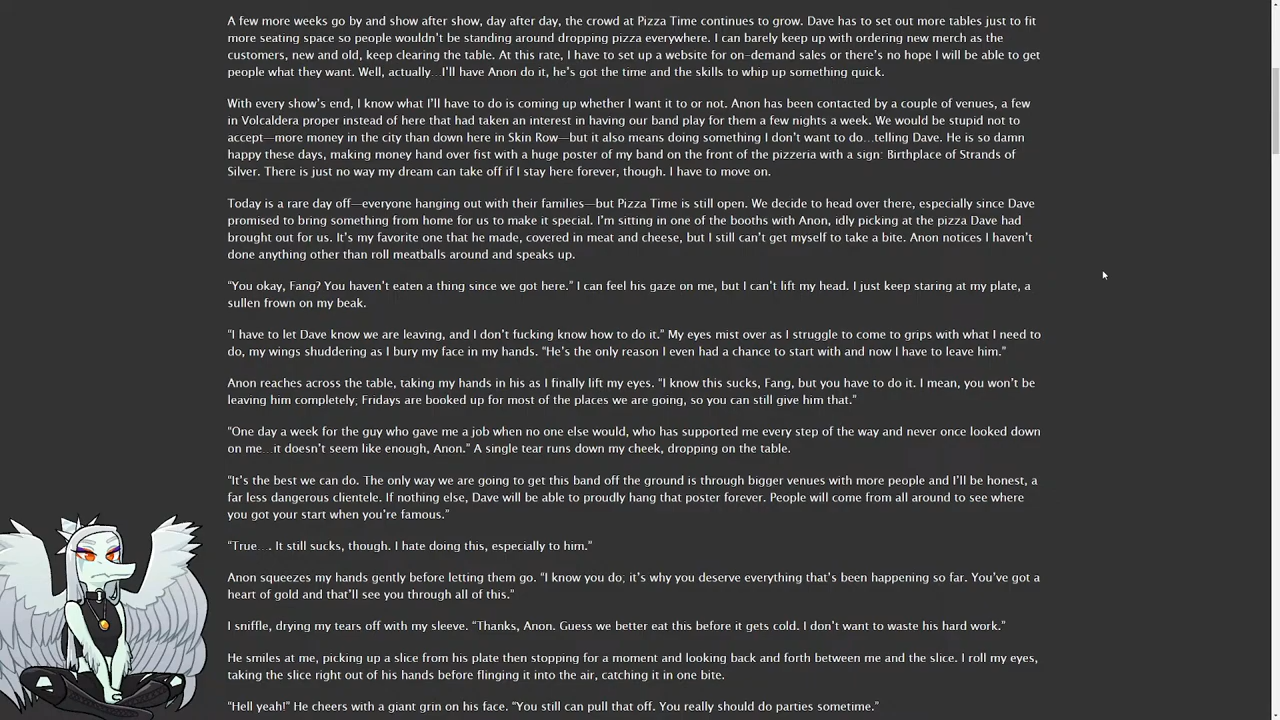 A few more weeks go by and show after show, day after day, the crowd at Pizza Time continues to grow. Dave has to set out more tables just to fit
more seating space so people wouldn't be standing around dropping pizza everywhere. I can barely keep up with ordering new merch as the
customers, new and old, keep clearing the table. At this rate, I have to set up a website for on-demand sales or there's no hope I will be able to get
people what they want. Well, actually…I'll have Anon do it, he's got the time and the skills to whip up something quick.
With every show's end, I know what I'll have to do is coming up whether I want it to or not. Anon has been contacted by a couple of venues, a few
in Volcaldera proper instead of here that had taken an interest in having our band play for them a few nights a week. We would be stupid not to
accept—more money in the city than down here in Skin Row—but it also means doing something I don't want to do…telling Dave. He is so damn
happy these days, making money hand over fist with a huge poster of my band on the front of the pizzeria with a sign: Birthplace of Strands of
Silver. There is just no way my dream can take off if I stay here forever, though. I have to move on.
Today is a rare day off—everyone hanging out with their families—but Pizza Time is still open. We decide to head over there, especially since Dave
promised to bring something from home for us to make it special. I'm sitting in one of the booths with Anon, idly picking at the pizza Dave had
brought out for us. It's my favorite one that he made, covered in meat and cheese, but I still can't get myself to take a bite. Anon notices I haven't
done anything other than roll meatballs around and speaks up.
“You okay, Fang? You haven't eaten a thing since we got here.” I can feel his gaze on me, but I can't lift my head. I just keep staring at my plate, a
sullen frown on my beak.
“I have to let Dave know we are leaving, and I don't fucking know how to do it.” My eyes mist over as I struggle to come to grips with what I need to
do, my wings shuddering as I bury my face in my hands. “He's the only reason I even had a chance to start with and now I have to leave him.”
Anon reaches across the table, taking my hands in his as I finally lift my eyes. “I know this sucks, Fang, but you have to do it. I mean, you won't be
leaving him completely; Fridays are booked up for most of the places we are going, so you can still give him that.”
“One day a week for the guy who gave me a job when no one else would, who has supported me every step of the way and never once looked down
on me…it doesn't seem like enough, Anon.” A single tear runs down my cheek, dropping on the table.
“It's the best we can do. The only way we are going to get this band off the ground is through bigger venues with more people and I'll be honest, a
far less dangerous clientele. If nothing else, Dave will be able to proudly hang that poster forever. People will come from all around to see where
you got your start when you're famous.”
“True…. It still sucks, though. I hate doing this, especially to him.”
Anon squeezes my hands gently before letting them go. “I know you do; it's why you deserve everything that's been happening so far. You've got a
heart of gold and that'll see you through all of this.”
I sniffle, drying my tears off with my sleeve. “Thanks, Anon. Guess we better eat this before it gets cold. I don't want to waste his hard work.”
He smiles at me, picking up a slice from his plate then stopping for a moment and looking back and forth between me and the slice. I roll my eyes,
taking the slice right out of his hands before flinging it into the air, catching it in one bite.
“Hell yeah!” He cheers with a giant grin on his face. “You still can pull that off. You really should do parties sometime.”